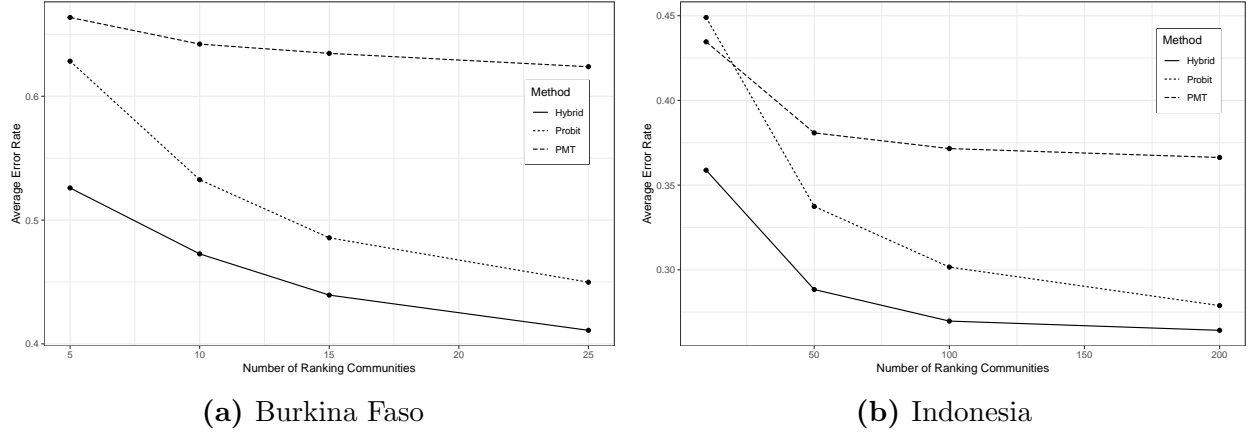 0.6
0.5
0.4
5
10
15
20
25
Average Error Rate
Number of Ranking Communities
Method
Hybrid
Probit
PMT
(a) Burkina Faso
0.45
0.40
0.35
0.30
50
100
150
200
Average Error Rate
Number of Ranking Communities
Method
Hybrid
Probit
PMT
(b) Indonesia